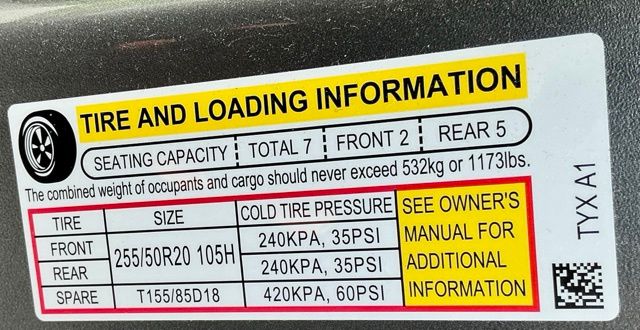 TIRE AND LOADING INFORMATION
SEATING CAPACITY TOTAL 7 FRONT 2 REAR 5
The combined weight of occupants and cargo should never exceed 532kg or 1173lbs.
TIRE SIZE COLD TIRE PRESSURE
FRONT 255/50R20 105H 240KPA, 35PSI
REAR 240KPA, 35PSI
SPARE T155/85D18 420KPA, 60PSI
SEE OWNER'S
MANUAL FOR
ADDITIONAL
INFORMATION
TYX A1